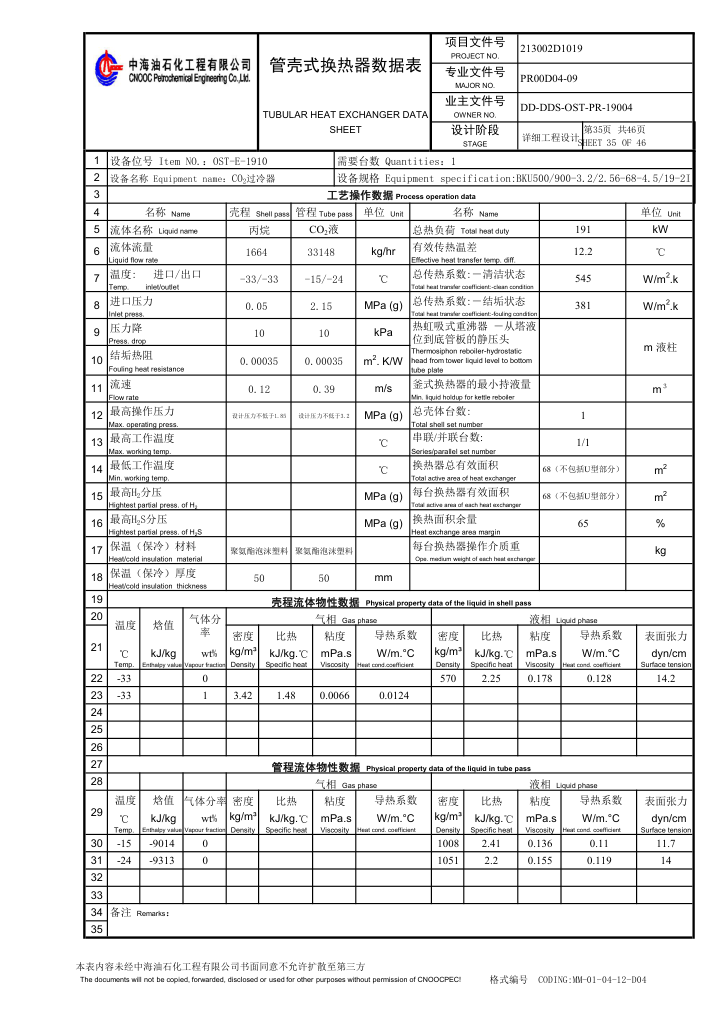 中海油石化工程有限公司
CNOOC Petrochemical Engineering Co.,Ltd.
管壳式换热器数据表
TUBULAR HEAT EXCHANGER DATA
SHEET
项目文件号
PROJECT NO.
213002D1019
专业文件号
MAJOR NO.
PR00D04-09
业主文件号
OWNER NO.
DD-DDS-OST-PR-19004
设计阶段
STAGE
详细工程设计
第35页 共46页
SHEET 35 OF 46
1 设备位号 Item NO.：OST-E-1910 需要台数 Quantities：1
2 设备名称 Equipment name：CO₂过冷器 设备规格 Equipment specification:BKU500/900-3.2/2.56-68-4.5/19-2I
3 工艺操作数据 Process operation data
4 名称 Name 壳程 Shell pass 管程 Tube pass 单位 Unit 名称 Name 单位 Unit
5 流体名称 Liquid name 丙烷 CO₂液 总热负荷 Total heat duty 191 kW
6 流体流量 1664 33148 kg/hr 有效传热温差 12.2 ℃
Liquid flow rate Effective heat transfer temp. diff.
7 温度: 进口/出口 -33/-33 -15/-24 ℃ 总传热系数:－清洁状态 545 W/m².k
Temp. inlet/outlet Total heat transfer coefficient:-clean condition
8 进口压力 0.05 2.15 MPa (g) 总传热系数:－结垢状态 381 W/m².k
Inlet press. Total heat transfer coefficient:-fouling condition
9 压力降 10 10 kPa 热虹吸式重沸器 －从塔液
Press. drop 位到底管板的静压头 m 液柱
10 结垢热阻 0.00035 0.00035 m². K/W Thermosiphon reboiler-hydrostatic
Fouling heat resistance head from tower liquid level to bottom
tube plate
11 流速 0.12 0.39 m/s 釜式换热器的最小持液量 m³
Flow rate Min. liquid holdup for kettle reboiler
12 最高操作压力 设计压力不低于1.85 设计压力不低于3.2 MPa (g) 总壳体台数: 1
Max. operating press. Total shell set number
13 最高工作温度 ℃ 串联/并联台数: 1/1
Max. working temp. Series/parallel set number
14 最低工作温度 ℃ 换热器总有效面积 68（不包括U型部分） m²
Min. working temp. Total active area of heat exchanger
15 最高H₂分压 MPa (g) 每台换热器有效面积 68（不包括U型部分） m²
Hightest partial press. of H₂ Total active area of each heat exchanger
16 最高H₂S分压 MPa (g) 换热面积余量 65 %
Hightest partial press. of H₂S Heat exchange area margin
17 保温（保冷）材料 聚氨酯泡沫塑料 聚氨酯泡沫塑料 每台换热器操作介质重 kg
Heat/cold insulation material Ope. medium weight of each heat exchanger
18 保温（保冷）厚度 50 50 mm
Heat/cold insulation thickness
19 壳程流体物性数据 Physical property data of the liquid in shell pass
20 温度 焓值 气体分率 气相 Gas phase 液相 Liquid phase
21 密度 比热 粘度 导热系数 密度 比热 粘度 导热系数 表面张力
℃ kJ/kg wt% kg/m³ kJ/kg.℃ mPa.s W/m.°C kg/m³ kJ/kg.℃ mPa.s W/m.°C dyn/cm
Temp. Enthalpy value Vapour fraction Density Specific heat Viscosity Heat cond.coefficient Density Specific heat Viscosity Heat cond. coefficient Surface tension
22 -33 0 570 2.25 0.178 0.128 14.2
23 -33 1 3.42 1.48 0.0066 0.0124
24
25
26
27 管程流体物性数据 Physical property data of the liquid in tube pass
28 气相 Gas phase 液相 Liquid phase
29 温度 焓值 气体分率 密度 比热 粘度 导热系数 密度 比热 粘度 导热系数 表面张力
℃ kJ/kg wt% kg/m³ kJ/kg.℃ mPa.s W/m.°C kg/m³ kJ/kg.℃ mPa.s W/m.°C dyn/cm
Temp. Enthalpy value Vapour fraction Density Specific heat Viscosity Heat cond. coefficient Density Specific heat Viscosity Heat cond. coefficient Surface tension
30 -15 -9014 0 1008 2.41 0.136 0.11 11.7
31 -24 -9313 0 1051 2.2 0.155 0.119 14
32
33
34 备注 Remarks：
35
本表内容未经中海油石化工程有限公司书面同意不允许扩散至第三方
The documents will not be copied, forwarded, disclosed or used for other purposes without permission of CNOOCPEC! 格式编号 CODING:MM-01-04-12-D04